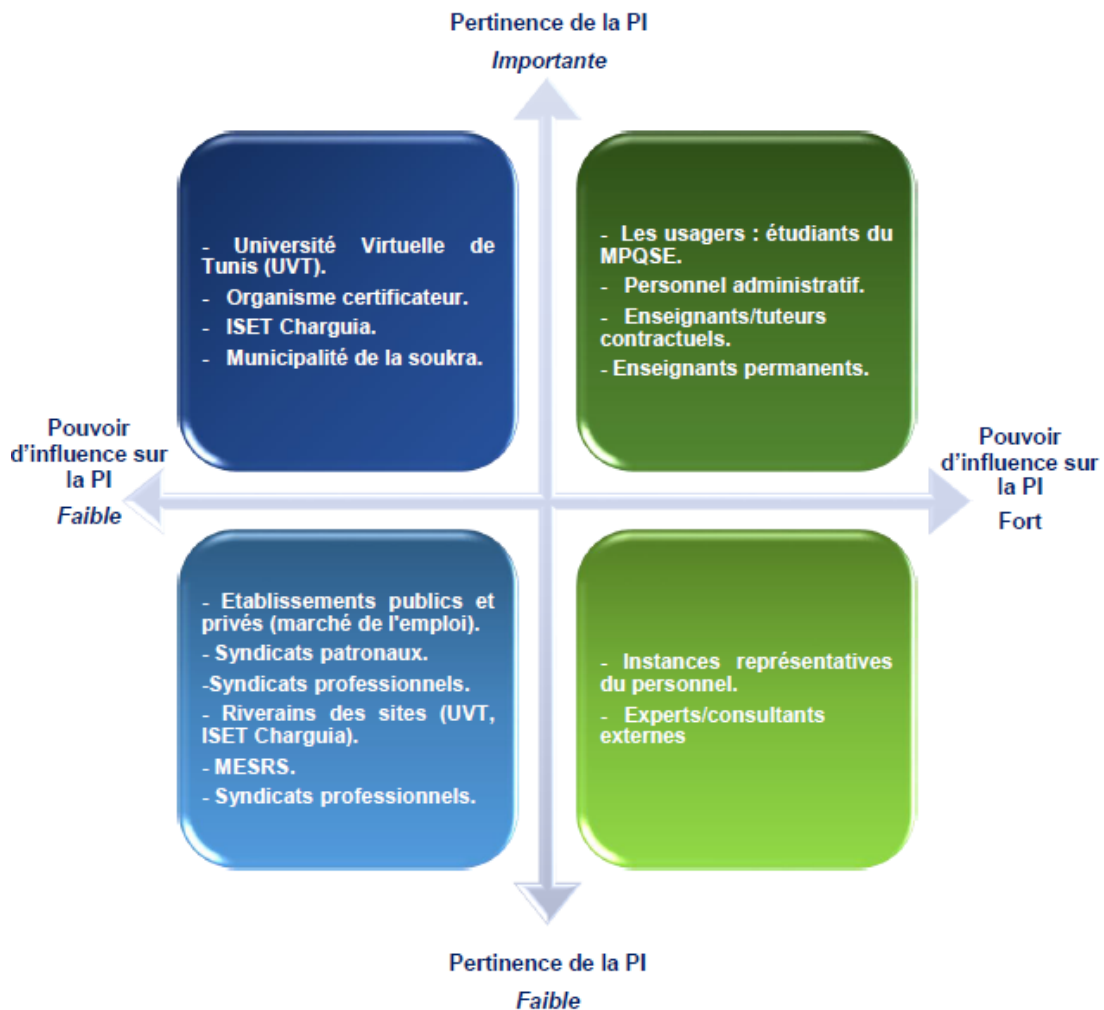 Pertinence de la PI
Importante
- Université Virtuelle de
Tunis (UVT).
- Organisme certificateur.
- ISET Charguia.
- Municipalité de la soukra.
- Les usagers : étudiants du
MPQSE.
- Personnel administratif.
- Enseignants/tuteurs
contractuels.
- Enseignants permanents.
Pouvoir
d'influence sur
la PI
Faible
Pouvoir
d'influence sur
la PI
Fort
- Etablissements publics et
privés (marché de l'emploi).
- Syndicats patronaux.
-Syndicats professionnels.
- Riverains des sites (UVT,
ISET Charguia).
- MESRS.
- Syndicats professionnels.
- Instances représentatives
du personnel.
- Experts/consultants
externes
Pertinence de la PI
Faible